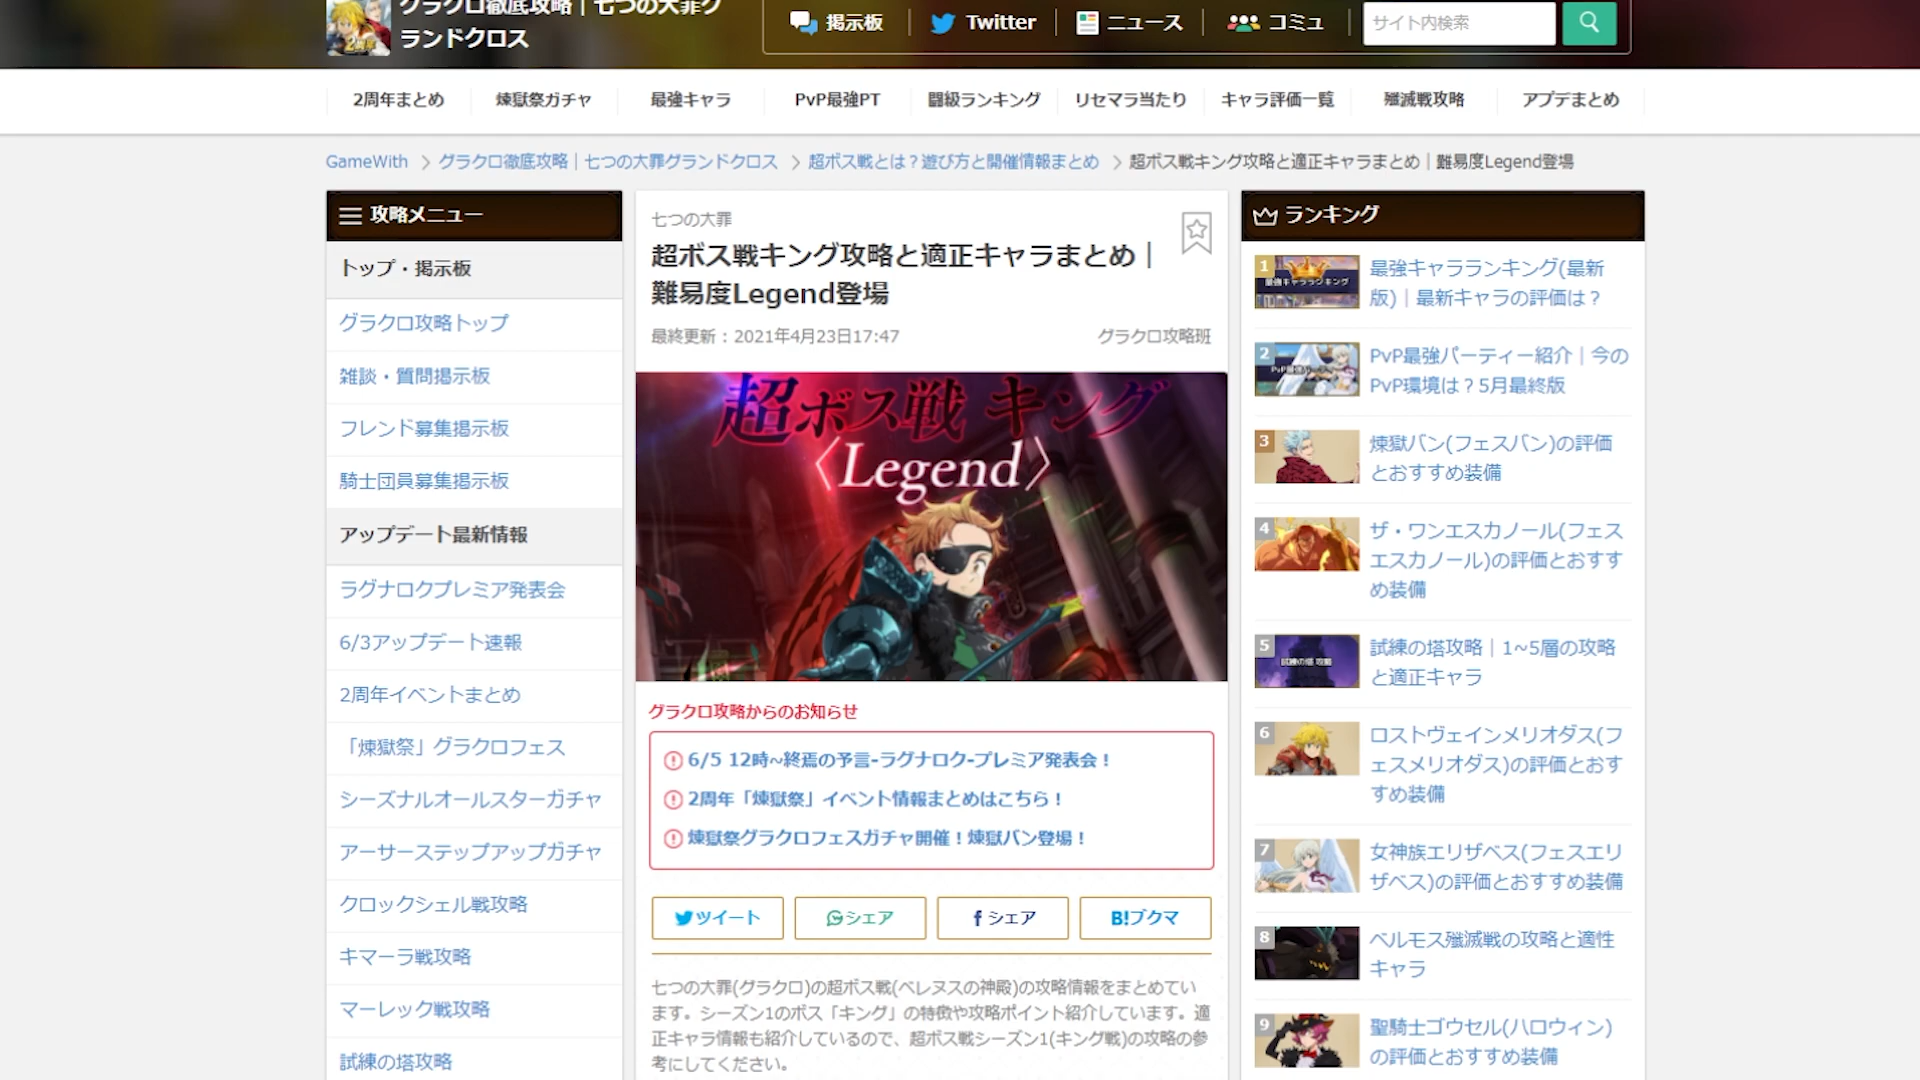 グラクロ徹底攻略｜七つの大罪グ
ランドクロス
掲示板
Twitter
ニュース
コミュ
サイト内検索
2周年まとめ
煉獄祭ガチャ
最強キャラ
PvP最強PT
闘級ランキング
リセマラ当たり
キャラ評価一覧
殲滅戦攻略
アプデまとめ
GameWith
グラクロ徹底攻略｜七つの大罪グランドクロス
超ボス戦とは？遊び方と開催情報まとめ
超ボス戦キング攻略と適正キャラまとめ｜難易度Legend登場
攻略メニュー
トップ・掲示板
グラクロ攻略トップ
雑談・質問掲示板
フレンド募集掲示板
騎士団員募集掲示板
アップデート最新情報
ラグナロクプレミア発表会
6/3アップデート速報
2周年イベントまとめ
「煉獄祭」グラクロフェス
シーズナルオールスターガチャ
アーサーステップアップガチャ
クロックシェル戦攻略
キマーラ戦攻略
マーレック戦攻略
試練の塔攻略
七つの大罪
超ボス戦キング攻略と適正キャラまとめ｜
難易度Legend登場
最終更新：2021年4月23日17:47
グラクロ攻略班
超ボス戦 キング
〈Legend〉
グラクロ攻略からのお知らせ
6/5 12時~終焉の予言-ラグナロク-プレミア発表会！
2周年「煉獄祭」イベント情報まとめはこちら！
煉獄祭グラクロフェスガチャ開催！煉獄バン登場！
ツイート
シェア
シェア
B!ブクマ
七つの大罪(グラクロ)の超ボス戦(ベレヌスの神殿)の攻略情報をまとめてい
ます。シーズン1のボス「キング」の特徴や攻略ポイント紹介しています。適
正キャラ情報も紹介しているので、超ボス戦シーズン1(キング戦)の攻略の参
考にしてください。
ランキング
1
最強キャラランキング
最強キャラランキング(最新
版)｜最新キャラの評価は？
2
PvP最強パーティー紹介｜今の
PvP環境は？5月最終版
3
煉獄バン(フェスバン)の評価
とおすすめ装備
4
ザ・ワンエスカノール(フェス
エスカノール)の評価とおすす
め装備
5
試練の塔 攻略
試練の塔攻略｜1~5層の攻略
と適正キャラ
6
ロストヴェインメリオダス(フ
ェスメリオダス)の評価とおす
すめ装備
7
女神族エリザベス(フェスエリ
ザベス)の評価とおすすめ装備
8
ベルモス殲滅戦の攻略と適性
キャラ
9
聖騎士ゴウセル(ハロウィン)
の評価とおすすめ装備